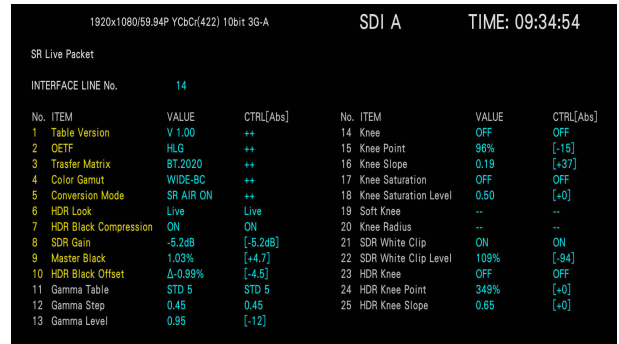 1920x1080/59.94P YCbCr(422) 10bit 3G-A SDI A TIME: 09:34:54
SR Live Packet
INTERFACE LINE No. 14
No. ITEM VALUE CTRL[Abs] No. ITEM VALUE CTRL[Abs]
1 Table Version V 1.00 ++ 14 Knee OFF OFF
2 OETF HLG ++ 15 Knee Point 96% [-15]
3 Trasfer Matrix BT.2020 ++ 16 Knee Slope 0.19 [+37]
4 Color Gamut WIDE-BC ++ 17 Knee Saturation OFF OFF
5 Conversion Mode SR AIR ON ++ 18 Knee Saturation Level 0.50 [+0]
6 HDR Look Live Live 19 Soft Knee -- --
7 HDR Black Compression ON ON 20 Knee Radius -- --
8 SDR Gain -5.2dB [-5.2dB] 21 SDR White Clip ON ON
9 Master Black 1.03% [+4.7] 22 SDR White Clip Level 109% [-94]
10 HDR Black Offset Δ-0.99% [-4.5] 23 HDR Knee OFF OFF
11 Gamma Table STD 5 STD 5 24 HDR Knee Point 349% [+0]
12 Gamma Step 0.45 0.45 25 HDR Knee Slope 0.65 [+0]
13 Gamma Level 0.95 [-12]